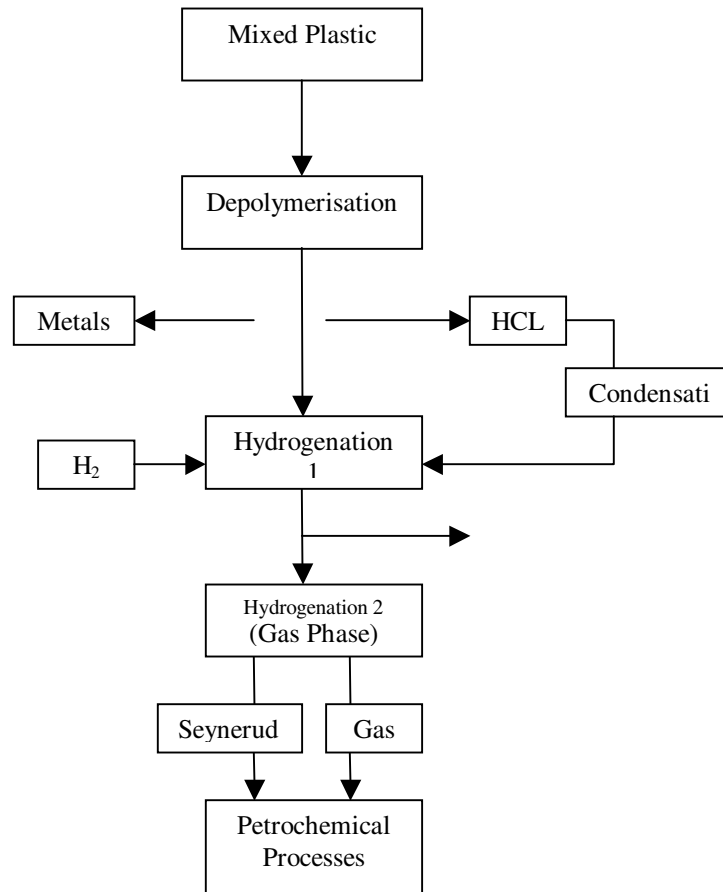 Mixed Plastic
Depolymerisation
Metals
HCL
Condensati
Hydrogenation
1
H₂
Hydrogenation 2
(Gas Phase)
Seynerud
Gas
Petrochemical
Processes